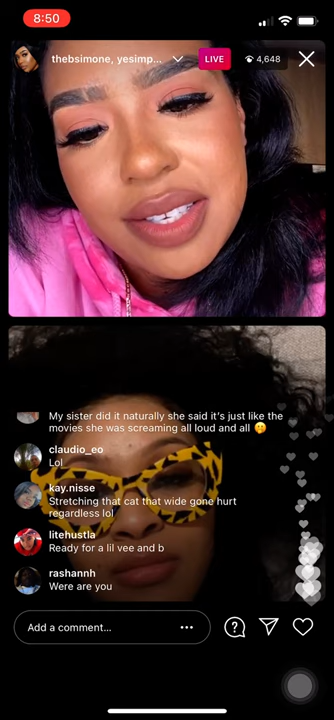 8:50
thebsimone, yesimp...
LIVE
4,648
My sister did it naturally she said it's just like the
movies she was screaming all loud and all 🤭
claudio_eo
Lol
kay.nisse
Stretching that cat that wide gone hurt
regardless lol
litehustla
Ready for a lil vee and b
rashannh
Were are you
Add a comment...